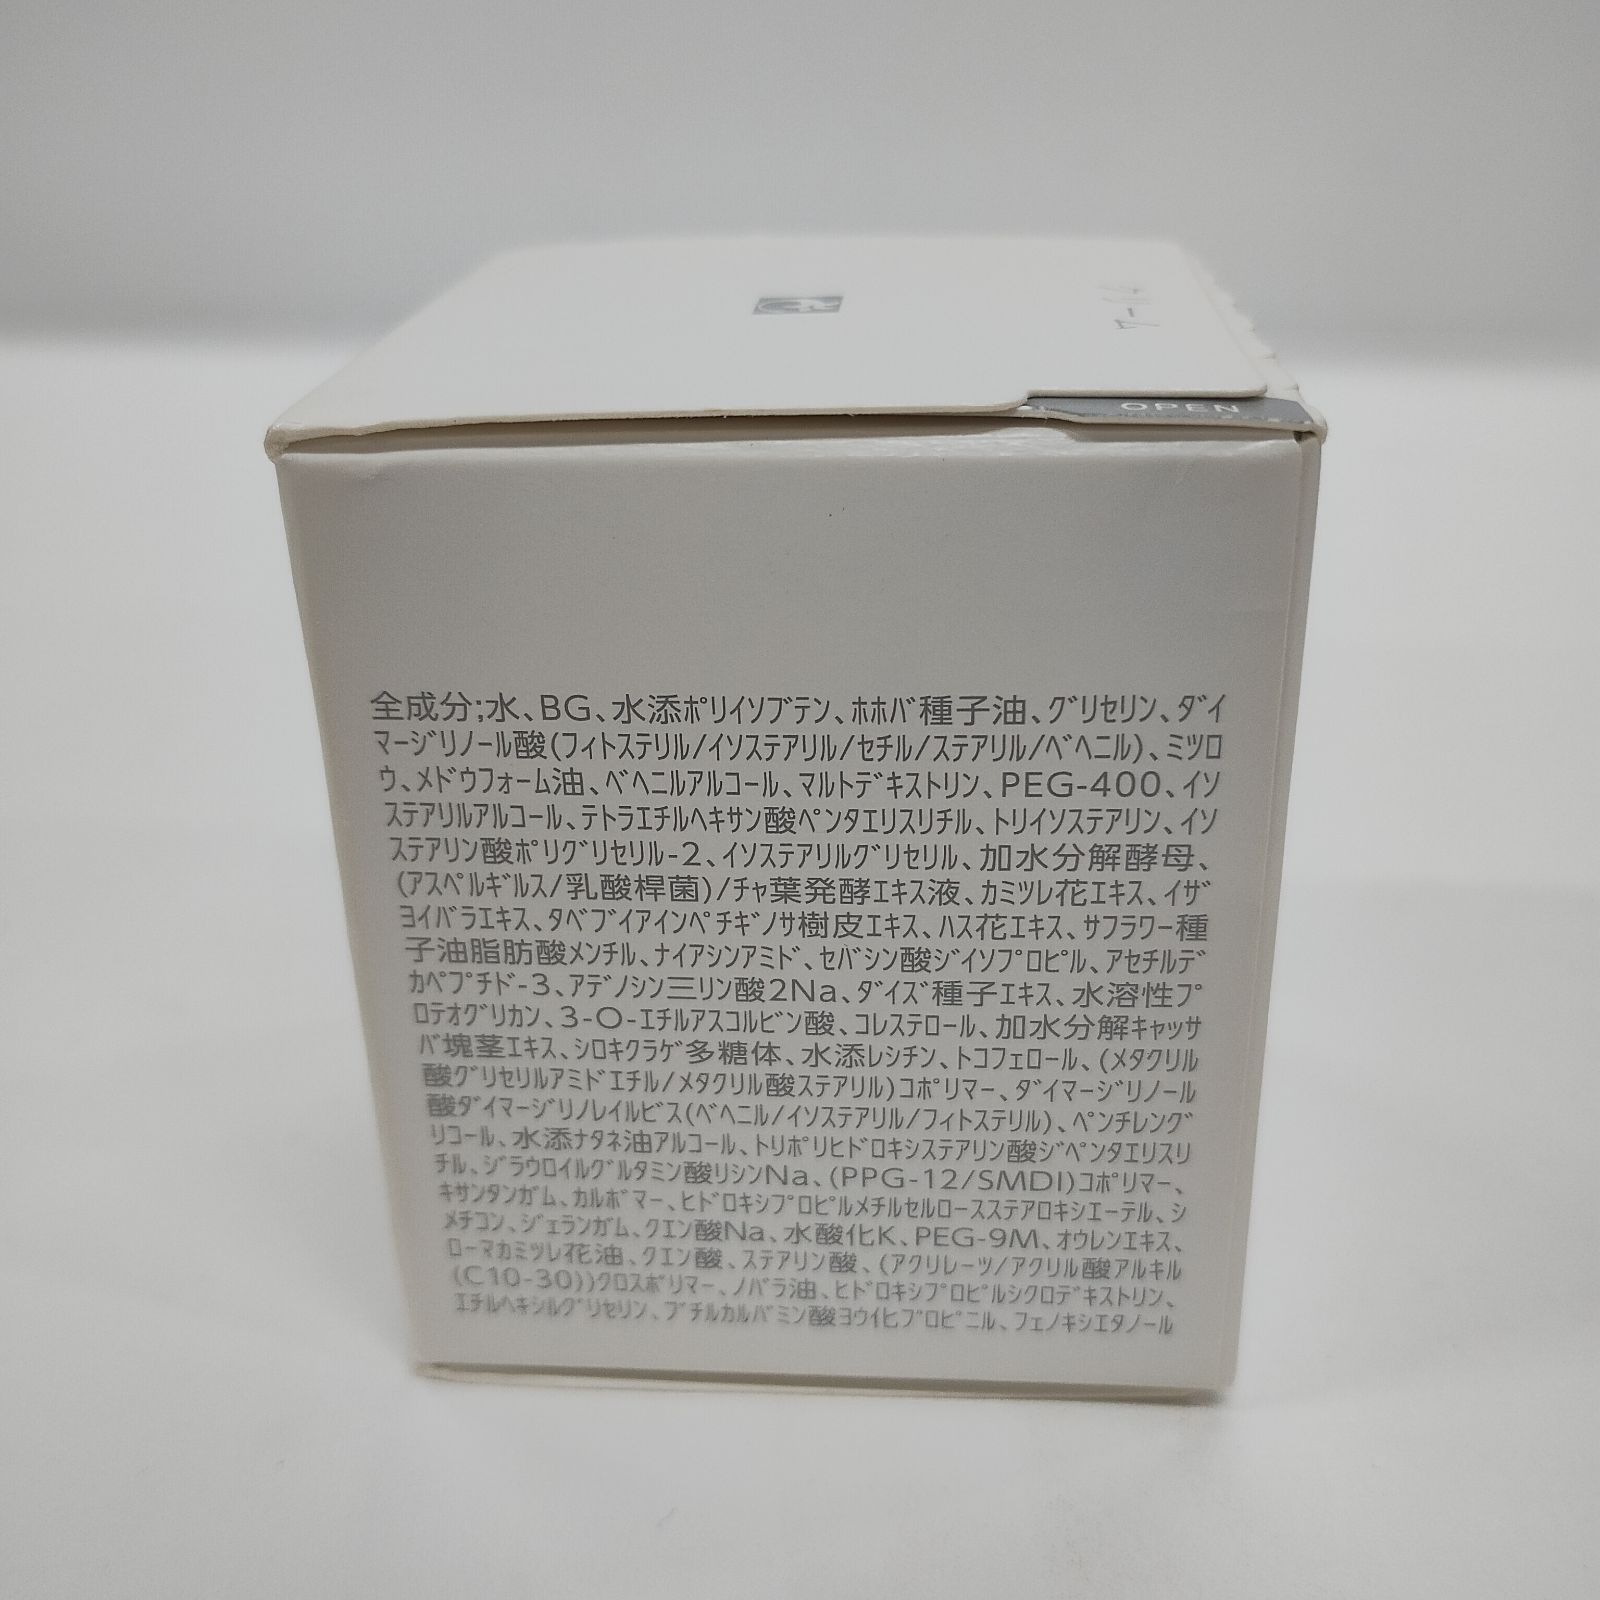 ワール
OPEN
全成分;水、BG、水添ポリイソブテン、ホホバ種子油、グリセリン、ダイ
マージリノール酸(フィトステリル/イソステアリル/セチル/ステアリル/ベヘニル)、ミツロ
ウ、メドウフォーム油、ベヘニルアルコール、マルトデキストリン、PEG-400、イソ
ステアリルアルコール、テトラエチルヘキサン酸ペンタエリスリチル、トリイソステアリン、イソ
ステアリン酸ポリグリセリル-2、イソステアリルグリセリル、加水分解酵母、
(アスペルギルス/乳酸桿菌)/チャ葉発酵エキス液、カミツレ花エキス、イザ
ヨイバラエキス、タベブイアインペチギノサ樹皮エキス、ハス花エキス、サフラワー種
子油脂肪酸メンチル、ナイアシンアミド、セバシン酸ジイソプロピル、アセチルデ
カペプチド-3、アデノシン三リン酸2Na、ダイズ種子エキス、水溶性プ
ロテオグリカン、3-O-エチルアスコルビン酸、コレステロール、加水分解キャッサ
バ塊茎エキス、シロキクラゲ多糖体、水添レシチン、トコフェロール、(メタクリル
酸グリセリルアミドエチル/メタクリル酸ステアリル)コポリマー、ダイマージリノール
酸ダイマージリノレイルビス(ベヘニル/イソステアリル/フィトステリル)、ペンチレング
リコール、水添ナタネ油アルコール、トリポリヒドロキシステアリン酸ジペンタエリスリ
チル、ジラウロイルグルタミン酸リシンNa、(PPG-12/SMDI)コポリマー、
キサンタンガム、カルボマー、ヒドロキシプロピルメチルセルロースステアロキシエーテル、ジ
メチコン、ジェランガム、クエン酸Na、水酸化K、PEG-9M、オウレンエキス、
ローマカミツレ花油、クエン酸、ステアリン酸、(アクリレーツ/アクリル酸アルキル
(C10-30))クロスポリマー、ノバラ油、ヒドロキシプロピルシクロデキストリン、
エチルヘキシルグリセリン、ブチルカルバミン酸ヨウ化プロピニル、フェノキシエタノール